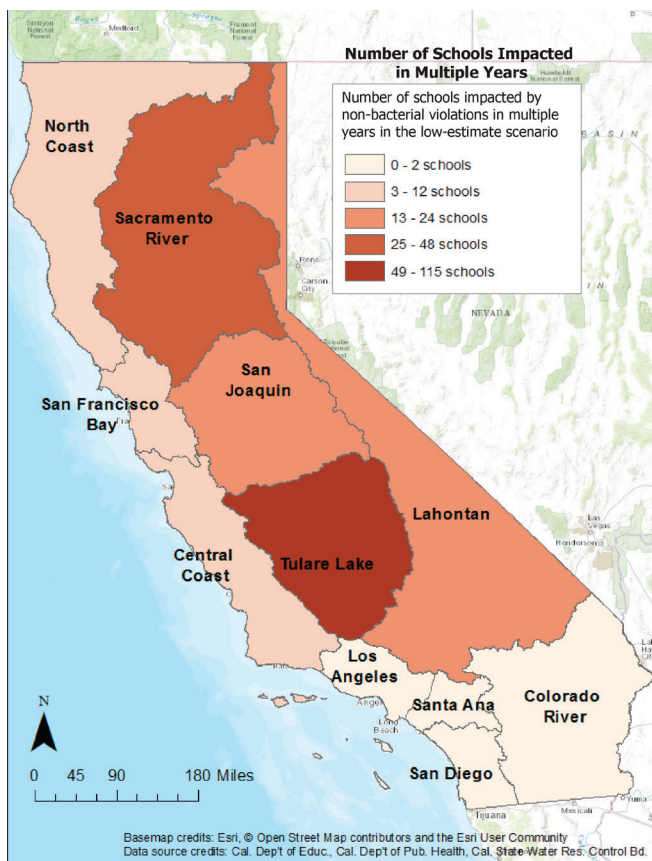 Medford
Number of Schools Impacted
in Multiple Years
Number of schools impacted by
non-bacterial violations in multiple
years in the low-estimate scenario
0 - 2 schools
3 - 12 schools
13 - 24 schools
25 - 48 schools
49 - 115 schools
North
Coast
Sacramento
River
Reno
Carson
City
NEVADA
San
Joaquin
San Francisco
Bay
Lahontan
Las
Vegas
Henderson
Central
Coast
Tulare Lake
Los
Angeles
Santa Ana
Colorado
River
Long
Beach
San Diego
N
0 45 90 180 Miles
Yuma
Mexicali
Tijuana
Basemap credits: Esri, © Open Street Map contributors and the Esri User Community
Data source credits: Cal. Dep't of Educ., Cal. Dep't of Pub. Health, Cal. State Water Res. Control Bd.